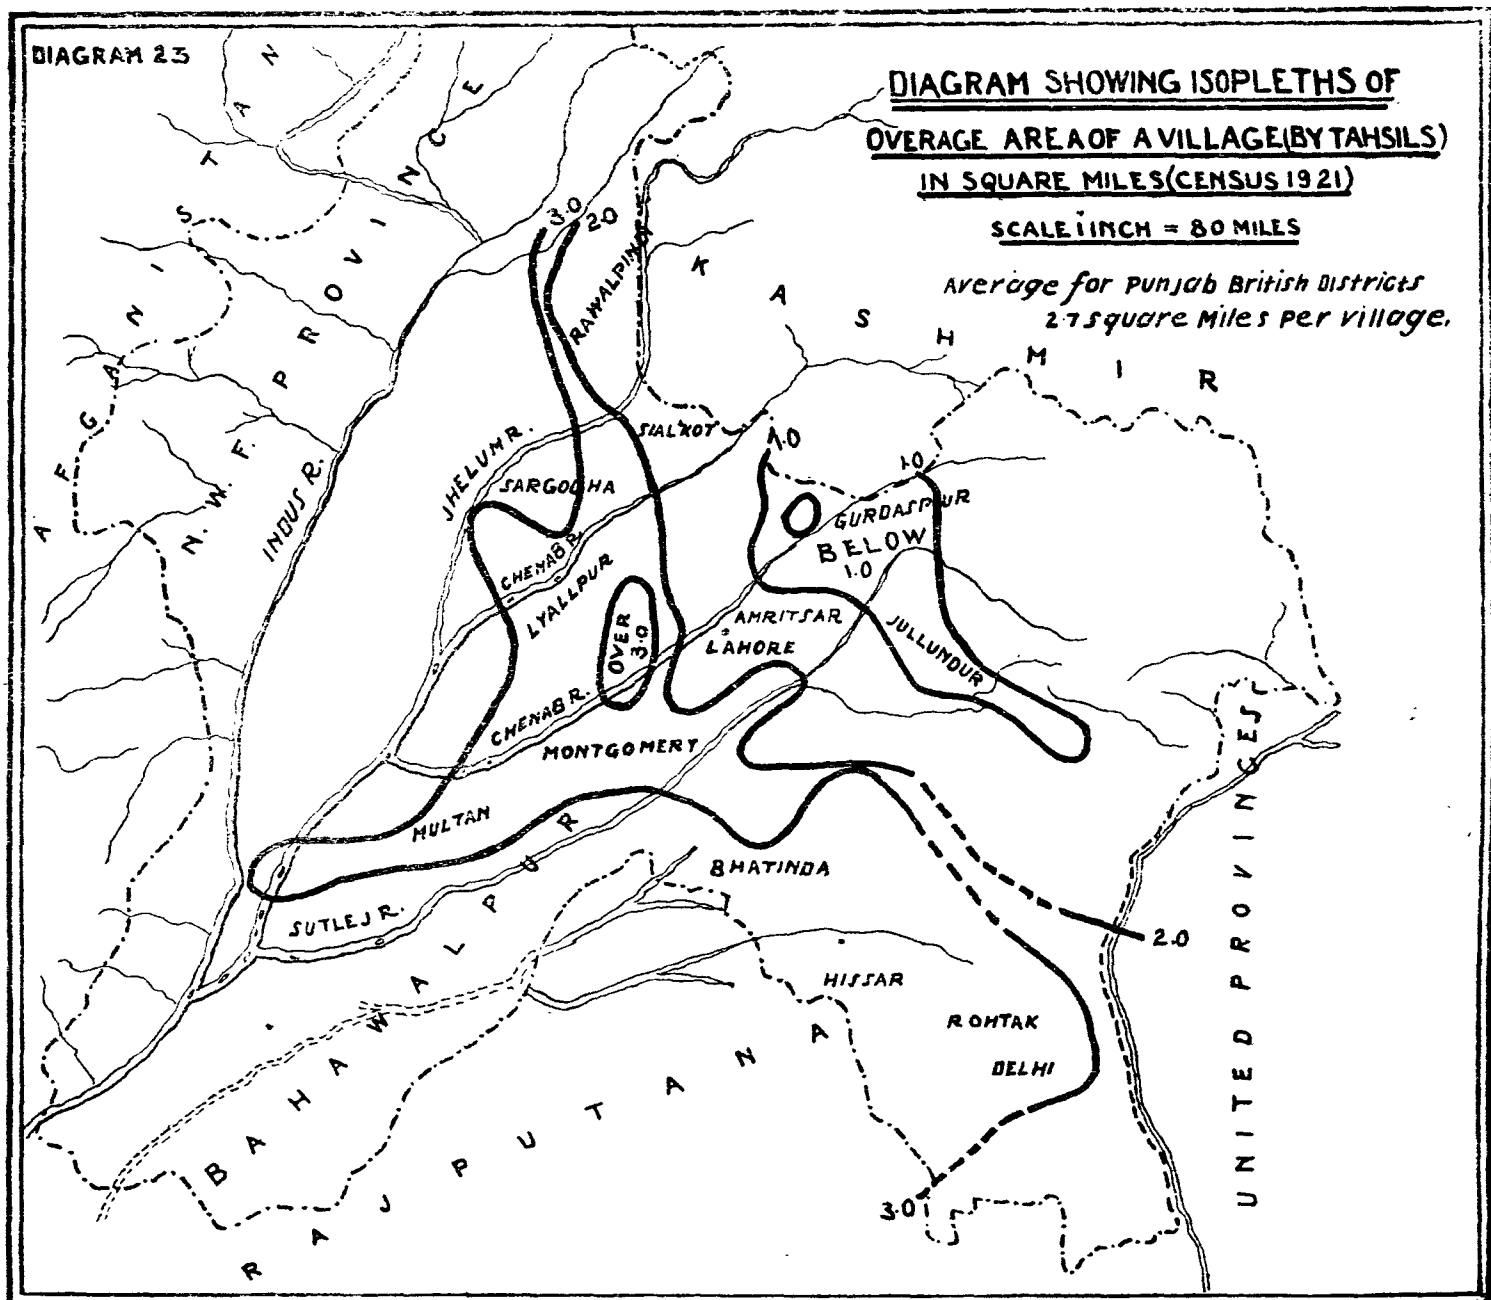 DIAGRAM 23
DIAGRAM SHOWING ISOPLETHS OF
OVERAGE AREA OF A VILLAGE (BY TAHSILS)
IN SQUARE MILES (CENSUS 1921)
SCALE 1 INCH = 80 MILES
Average for Punjab British Districts
2.7 Square Miles Per Village.
AFGANISTAN
N. W. F. PROVINCE
KASHMIR
3.0
2.0
RAWALPINDI
SIALKOT
JHELUM R.
SARGODHA
INDUS R.
1.0
1.0
GURDASPUR
BELOW
1.0
CHENAB R.
LYALLPUR
OVER
3.0
AMRITSAR
LAHORE
JULLUNDUR
CHENAB R.
MONTGOMERY
MULTAN
BHATINDA
SUTLEJ R.
2.0
HISSAR
ROHTAK
DELHI
3.0
BAHAWALPUR
RAJPUTANA
UNITED PROVINCES